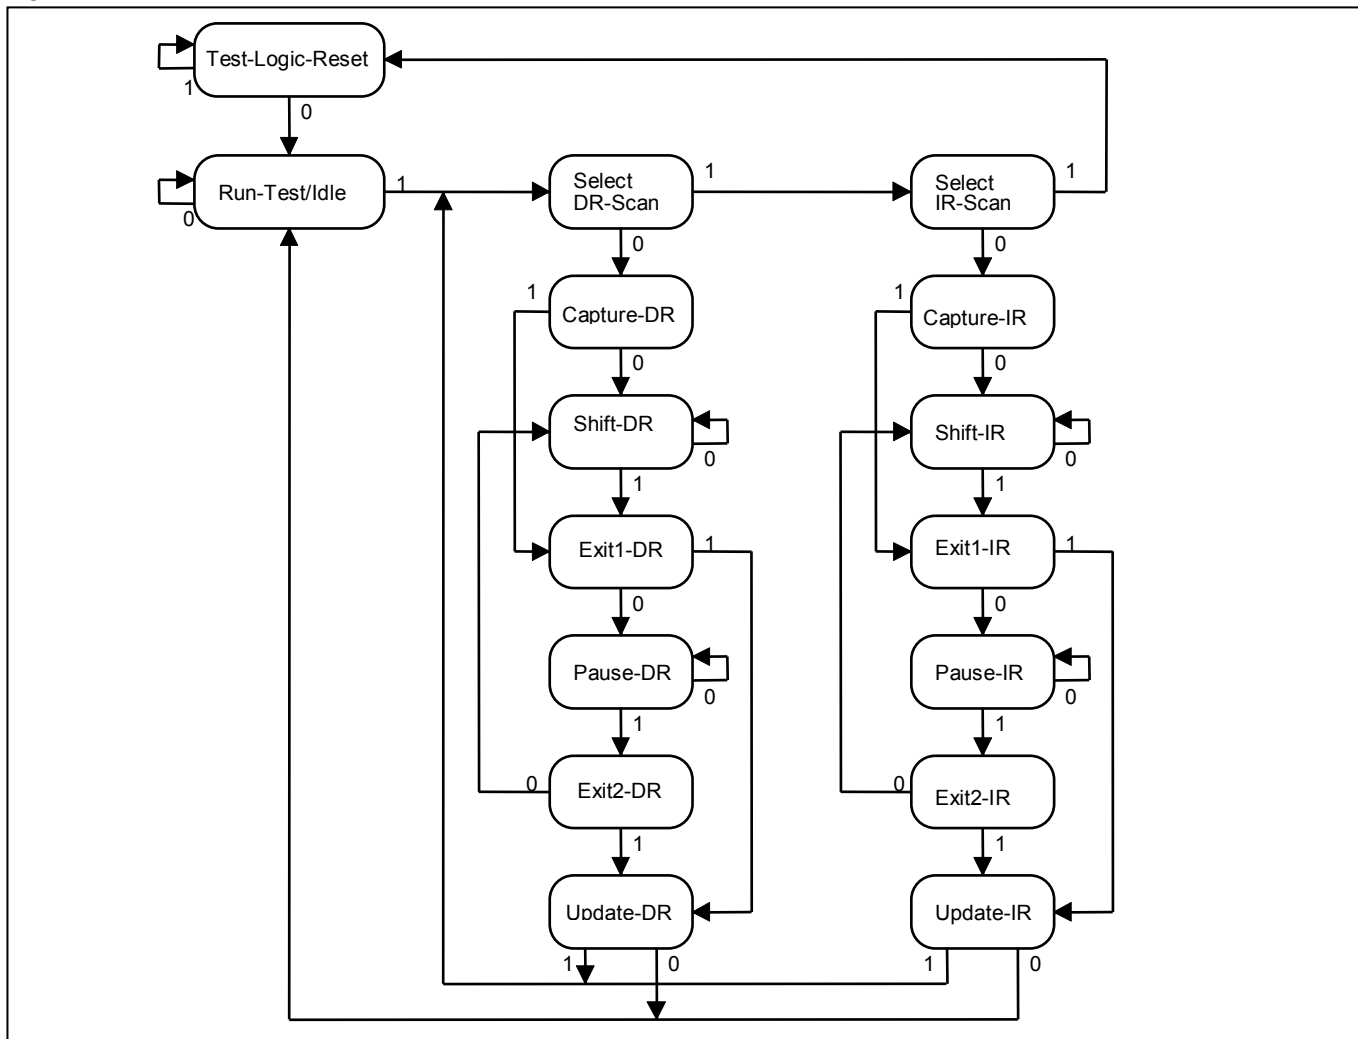 Test-Logic-Reset
1
0
Run-Test/Idle
1
0
Select
DR-Scan
1
0
Select
IR-Scan
1
0
1
Capture-DR
0
1
Capture-IR
0
Shift-DR
0
1
Shift-IR
0
1
Exit1-DR
1
0
Exit1-IR
1
0
Pause-DR
0
1
Pause-IR
0
1
0
Exit2-DR
1
0
Exit2-IR
1
Update-DR
1
0
Update-IR
1
0